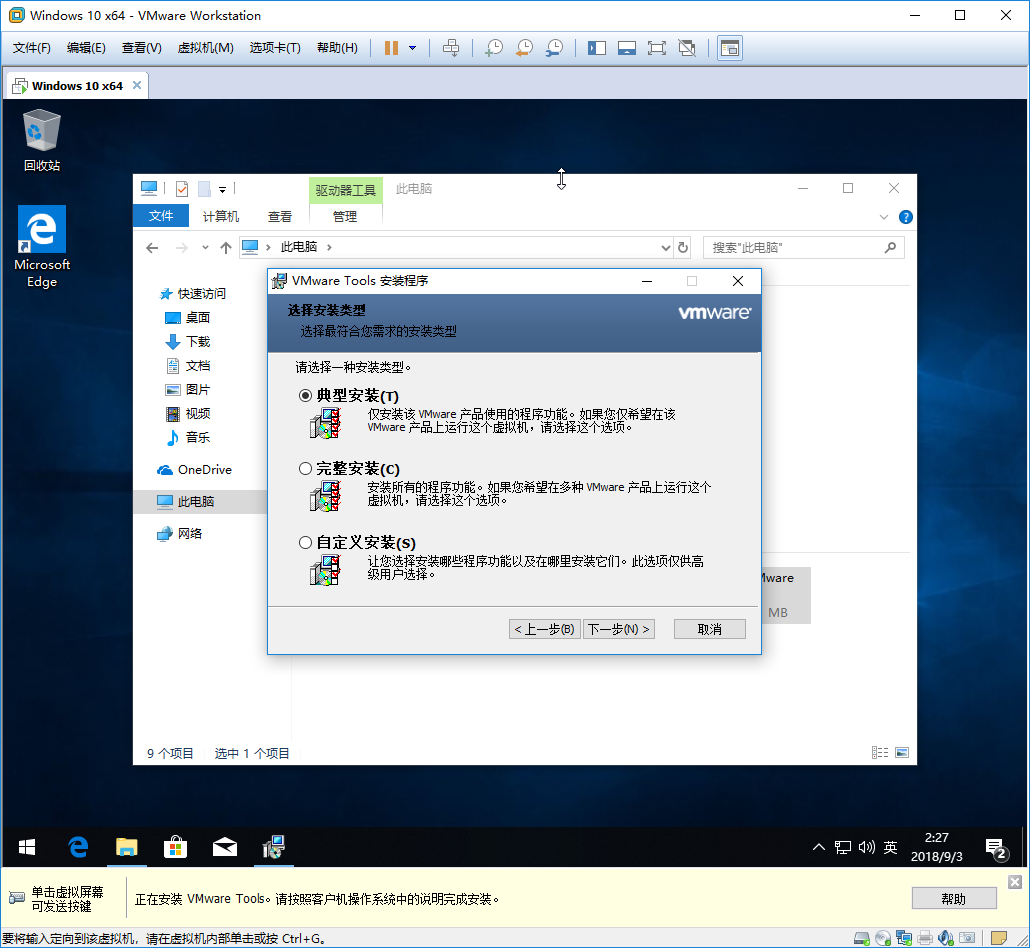 Windows 10 x64 - VMware Workstation
文件(F) 编辑(E) 查看(V) 虚拟机(M) 选项卡(T) 帮助(H)
Windows 10 x64
回收站
Microsoft
Edge
驱动器工具 此电脑
文件 计算机 查看 管理
此电脑
搜索"此电脑"
快速访问
桌面
下载
文档
图片
视频
音乐
OneDrive
此电脑
网络
VMware Tools 安装程序
选择安装类型
选择最符合您需求的安装类型
vmware
请选择一种安装类型。
典型安装(T)
仅安装该 VMware 产品使用的程序功能。如果您仅希望在该
VMware 产品上运行这个虚拟机，请选择这个选项。
完整安装(C)
安装所有的程序功能。如果您希望在多种 VMware 产品上运行这个
虚拟机，请选择这个选项。
自定义安装(S)
让您选择安装哪些程序功能以及在哪里安装它们。此选项仅供高
级用户选择。
< 上一步(B) 下一步(N) > 取消
Mware
MB
9 个项目 选中 1 个项目
英
2:27
2018/9/3
2
单击虚拟屏幕
可发送按键
正在安装 VMware Tools。请按照客户机操作系统中的说明完成安装。
帮助
要将输入定向到该虚拟机，请在虚拟机内部单击或按 Ctrl+G。